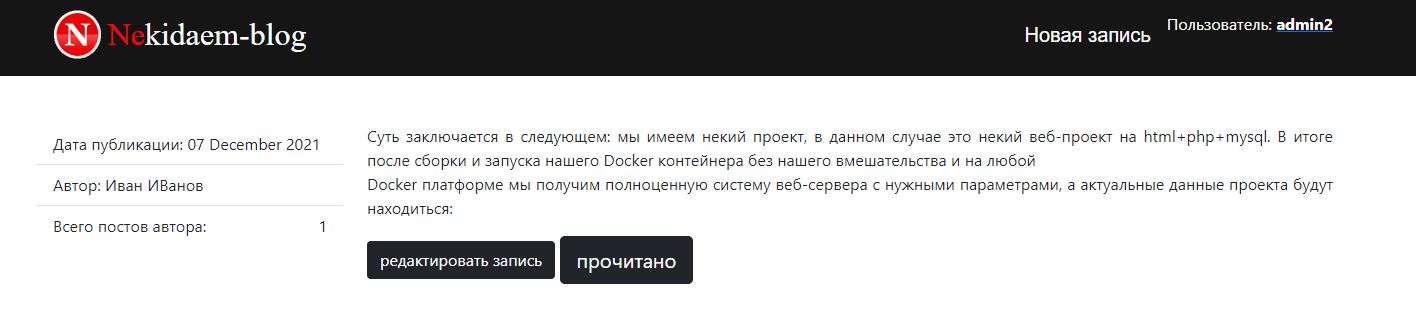 N Nekidaem-blog
Новая запись
Пользователь: admin2
Дата публикации: 07 December 2021
Автор: Иван ИВанов
Всего постов автора: 1
Суть заключается в следующем: мы имеем некий проект, в данном случае это некий веб-проект на html+php+mysql. В итоге
после сборки и запуска нашего Docker контейнера без нашего вмешательства и на любой
Docker платформе мы получим полноценную систему веб-сервера с нужными параметрами, а актуальные данные проекта будут
находиться:
редактировать запись
прочитано